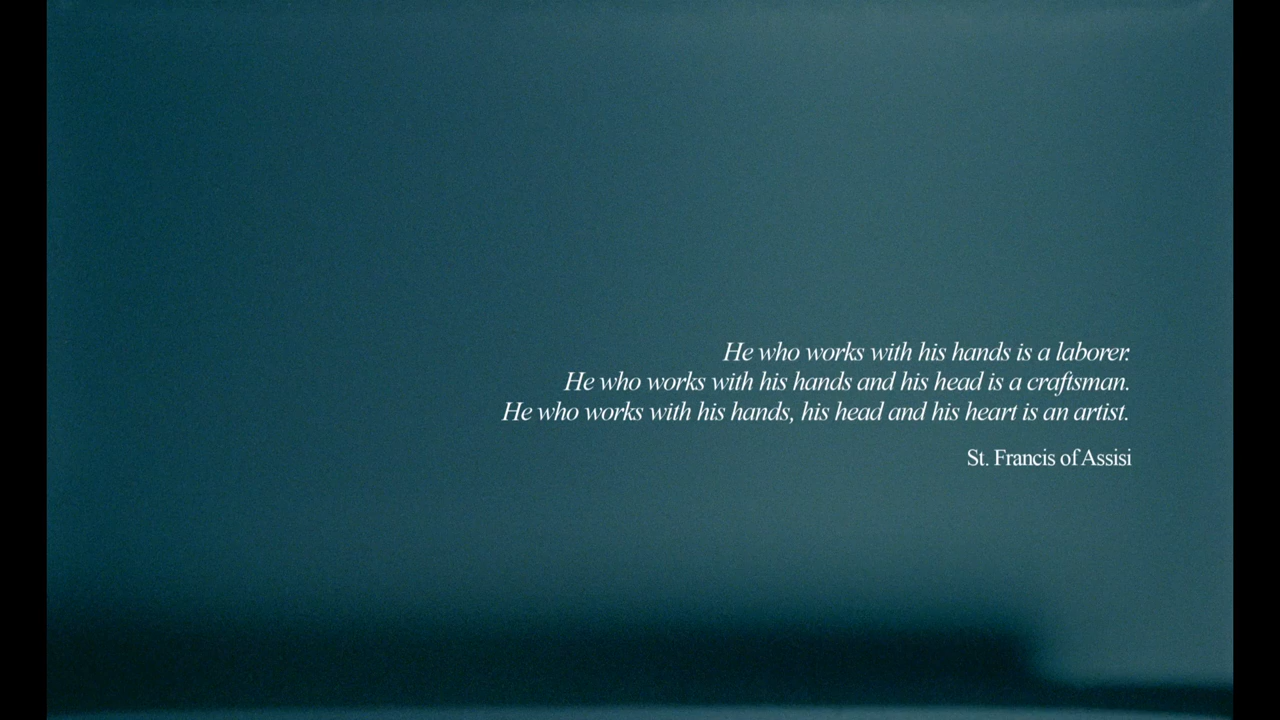 He who works with his hands is a laborer.
He who works with his hands and his head is a craftsman.
He who works with his hands, his head and his heart is an artist.
St. Francis of Assisi